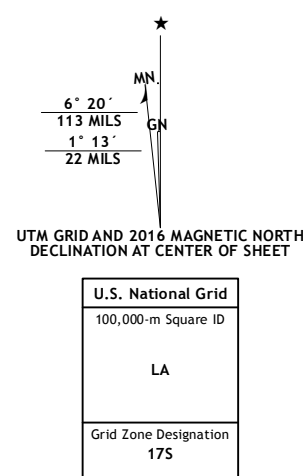 MN
6° 20´
113 MILS
GN
1° 13´
22 MILS
UTM GRID AND 2016 MAGNETIC NORTH
DECLINATION AT CENTER OF SHEET
U.S. National Grid
100,000-m Square ID
LA
Grid Zone Designation
17S